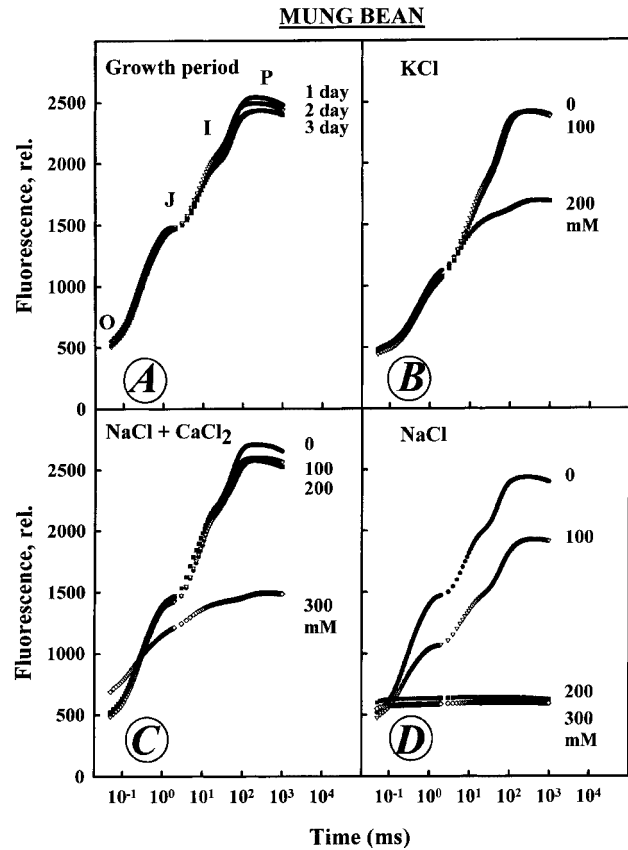 MUNG BEAN
Growth period
P
1 day
2 day
3 day
I
J
O
A
2500
2000
1500
1000
500
0
Fluorescence, rel.
KCl
0
100
200
mM
B
NaCl + CaCl₂
0
100
200
300
mM
C
2500
2000
1500
1000
500
0
Fluorescence, rel.
NaCl
0
100
200
300
mM
D
10⁻¹ 10⁰ 10¹ 10² 10³ 10⁴
10⁻¹ 10⁰ 10¹ 10² 10³ 10⁴
Time (ms)